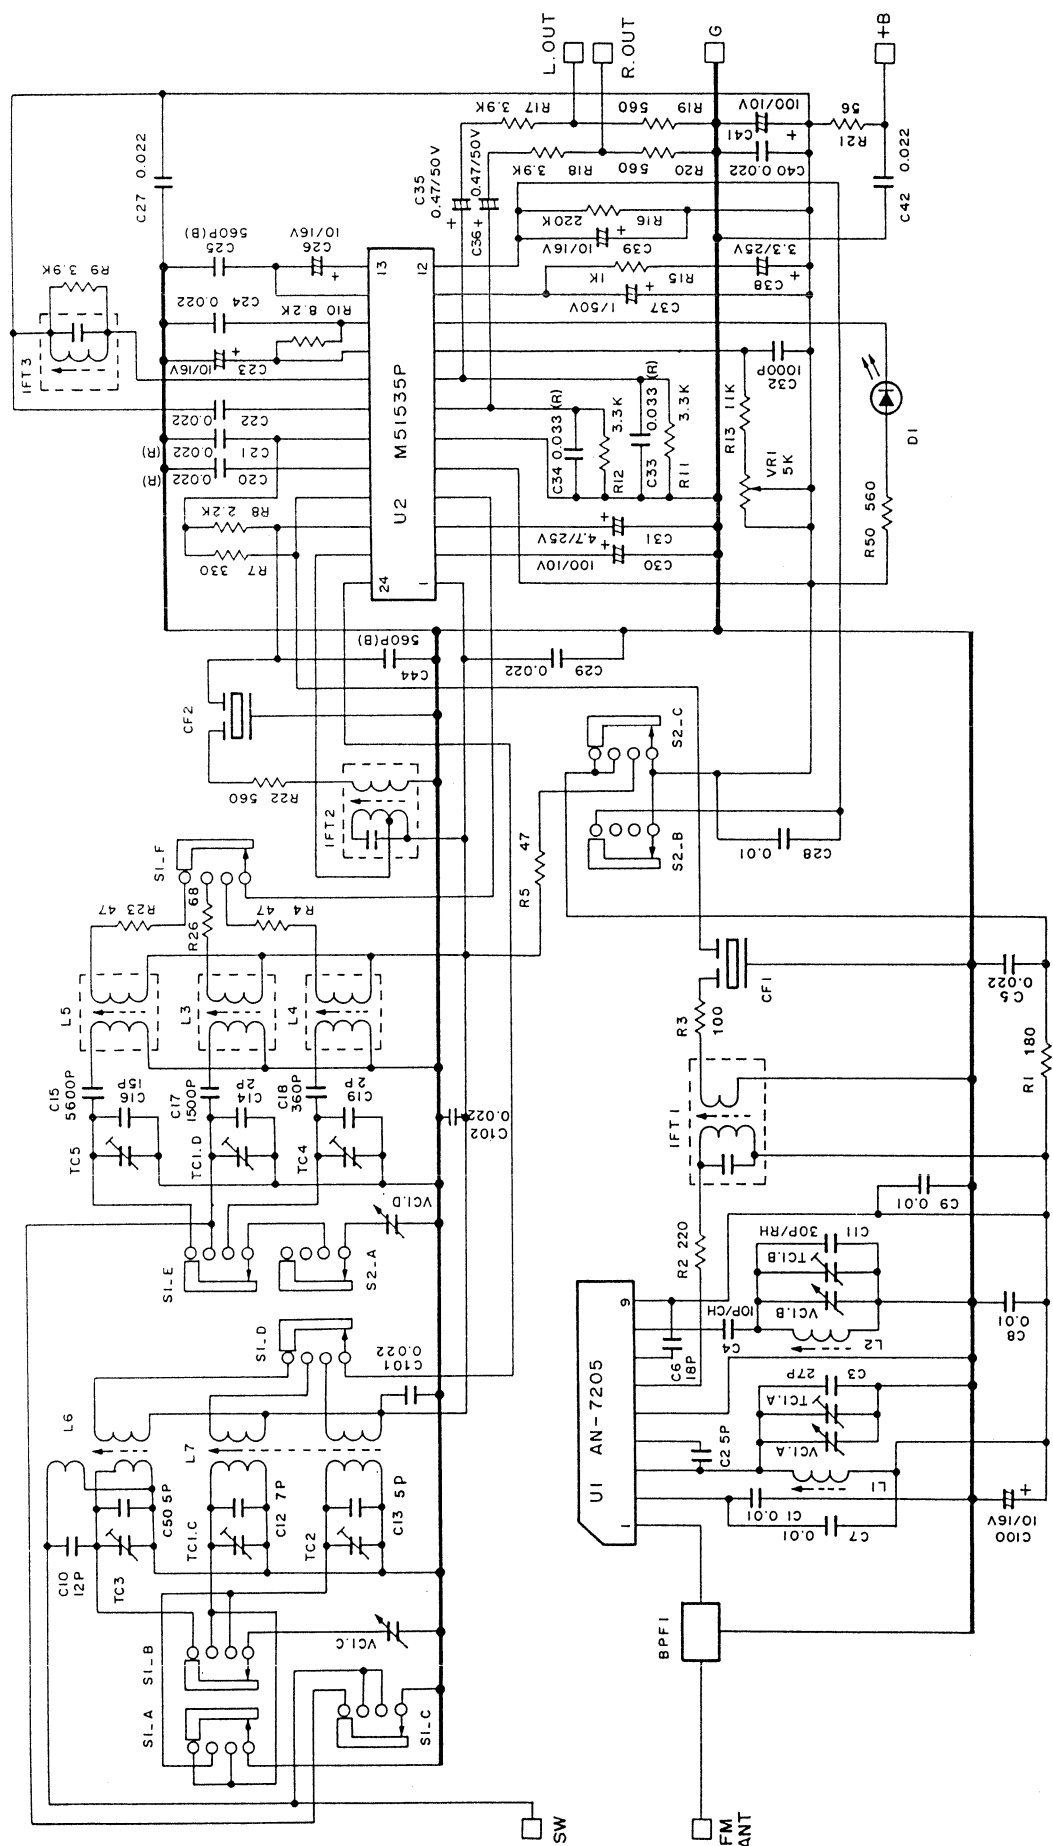 L.OUT
R.OUT
G
+B
C27 0.022
R17 3.9K
R19
560
100/10V
C41
+
56
R21
C35
0.47/50V
+
0.47/50V
C36 +
3.9K
R18
560
R20
C40 0.022
0.022
C42
560P(B)
C25
10/16V
C26
+
220K
R16
10/16V
C39
+
3.3/25V
C38
+
R9 3.9K
IFT3
C24 0.022
R10 8.2K
10/16V
C23
+
13
12
1K
R15
1/50V
C37
+
1000P
C32
0.022
C22
(R)
0.022
C21
(R)
0.022
C20
M51535P
U2
24
1
C34 0.033 (R)
3.3K
R12
0.033 (R)
C33
3.3K
R11
R13 11K
VR1
5K
D1
R50 560
R8 2.2K
R7
330
4.7/25V
C31
+
100/10V
C30
+
560P(B)
C44
C29
0.022
CF2
R22
560
IFT2
S2_C
S2_B
C28
0.01
47
R5
S1_F
R23 47
R26 68
R4 47
L5
L3
L4
CF1
R3
100
C5
0.022
R1 180
IFT1
C15
5600P
C16
15P
C17
1500P
C14
2P
C18
360P
C19
2P
0.022
C102
TC5
TC1.D
TC4
VC1.D
C9 0.01
R2 220
S1_E
S2_A
S1_D
C101
0.022
9
10P/CH
C4
C6
18P
30P/RH
C11
TC1.B
VC1.B
L2
C8
0.01
L6
L7
27P
C3
TC1.A
VC1.A
L1
C2 5P
U1 AN-7205
1
C50 5P
C12 7P
C13 5P
C10
12P
TC3
TC1.C
TC2
C1 0.01
C7
0.01
+
10/16V
C100
VC1.C
S1_B
S1_A
S1_C
BPF1
SW
FM
ANT